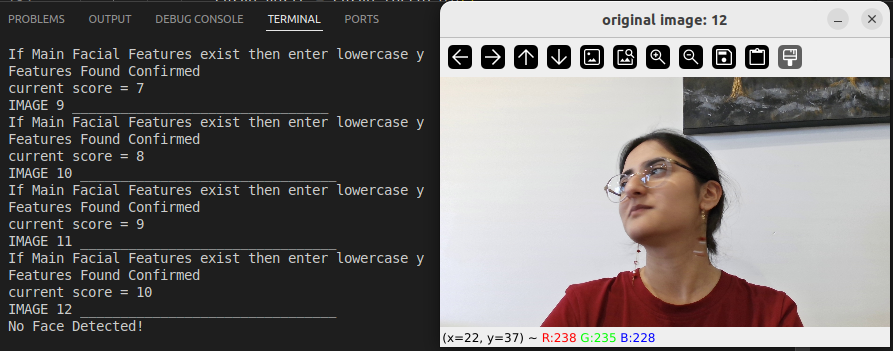 PROBLEMS OUTPUT DEBUG CONSOLE TERMINAL PORTS
If Main Facial Features exist then enter lowercase y
Features Found Confirmed
current score = 7
IMAGE 9 ________________________________
If Main Facial Features exist then enter lowercase y
Features Found Confirmed
current score = 8
IMAGE 10 ________________________________
If Main Facial Features exist then enter lowercase y
Features Found Confirmed
current score = 9
IMAGE 11 ________________________________
If Main Facial Features exist then enter lowercase y
Features Found Confirmed
current score = 10
IMAGE 12 ________________________________
No Face Detected!
original image: 12
(x=22, y=37) ~ R:238 G:235 B:228